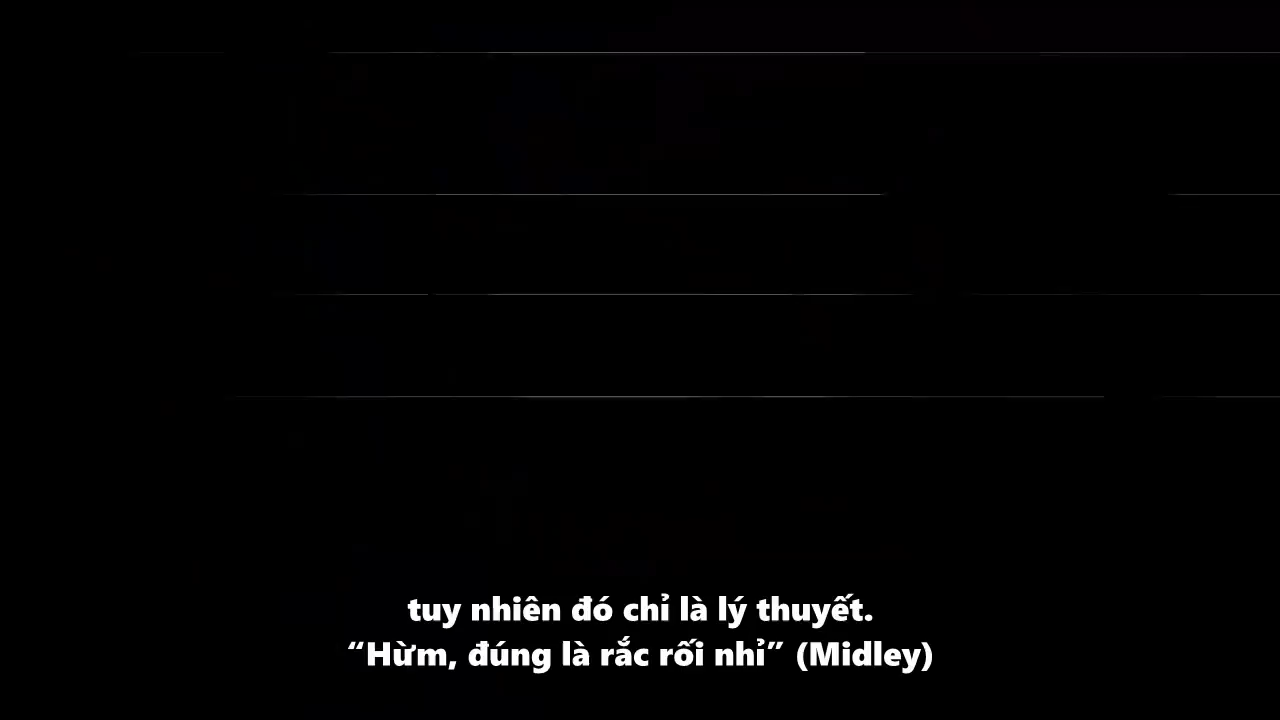 tuy nhiên đó chỉ là lý thuyết.
“Hừm, đúng là rắc rối nhỉ” (Midley)